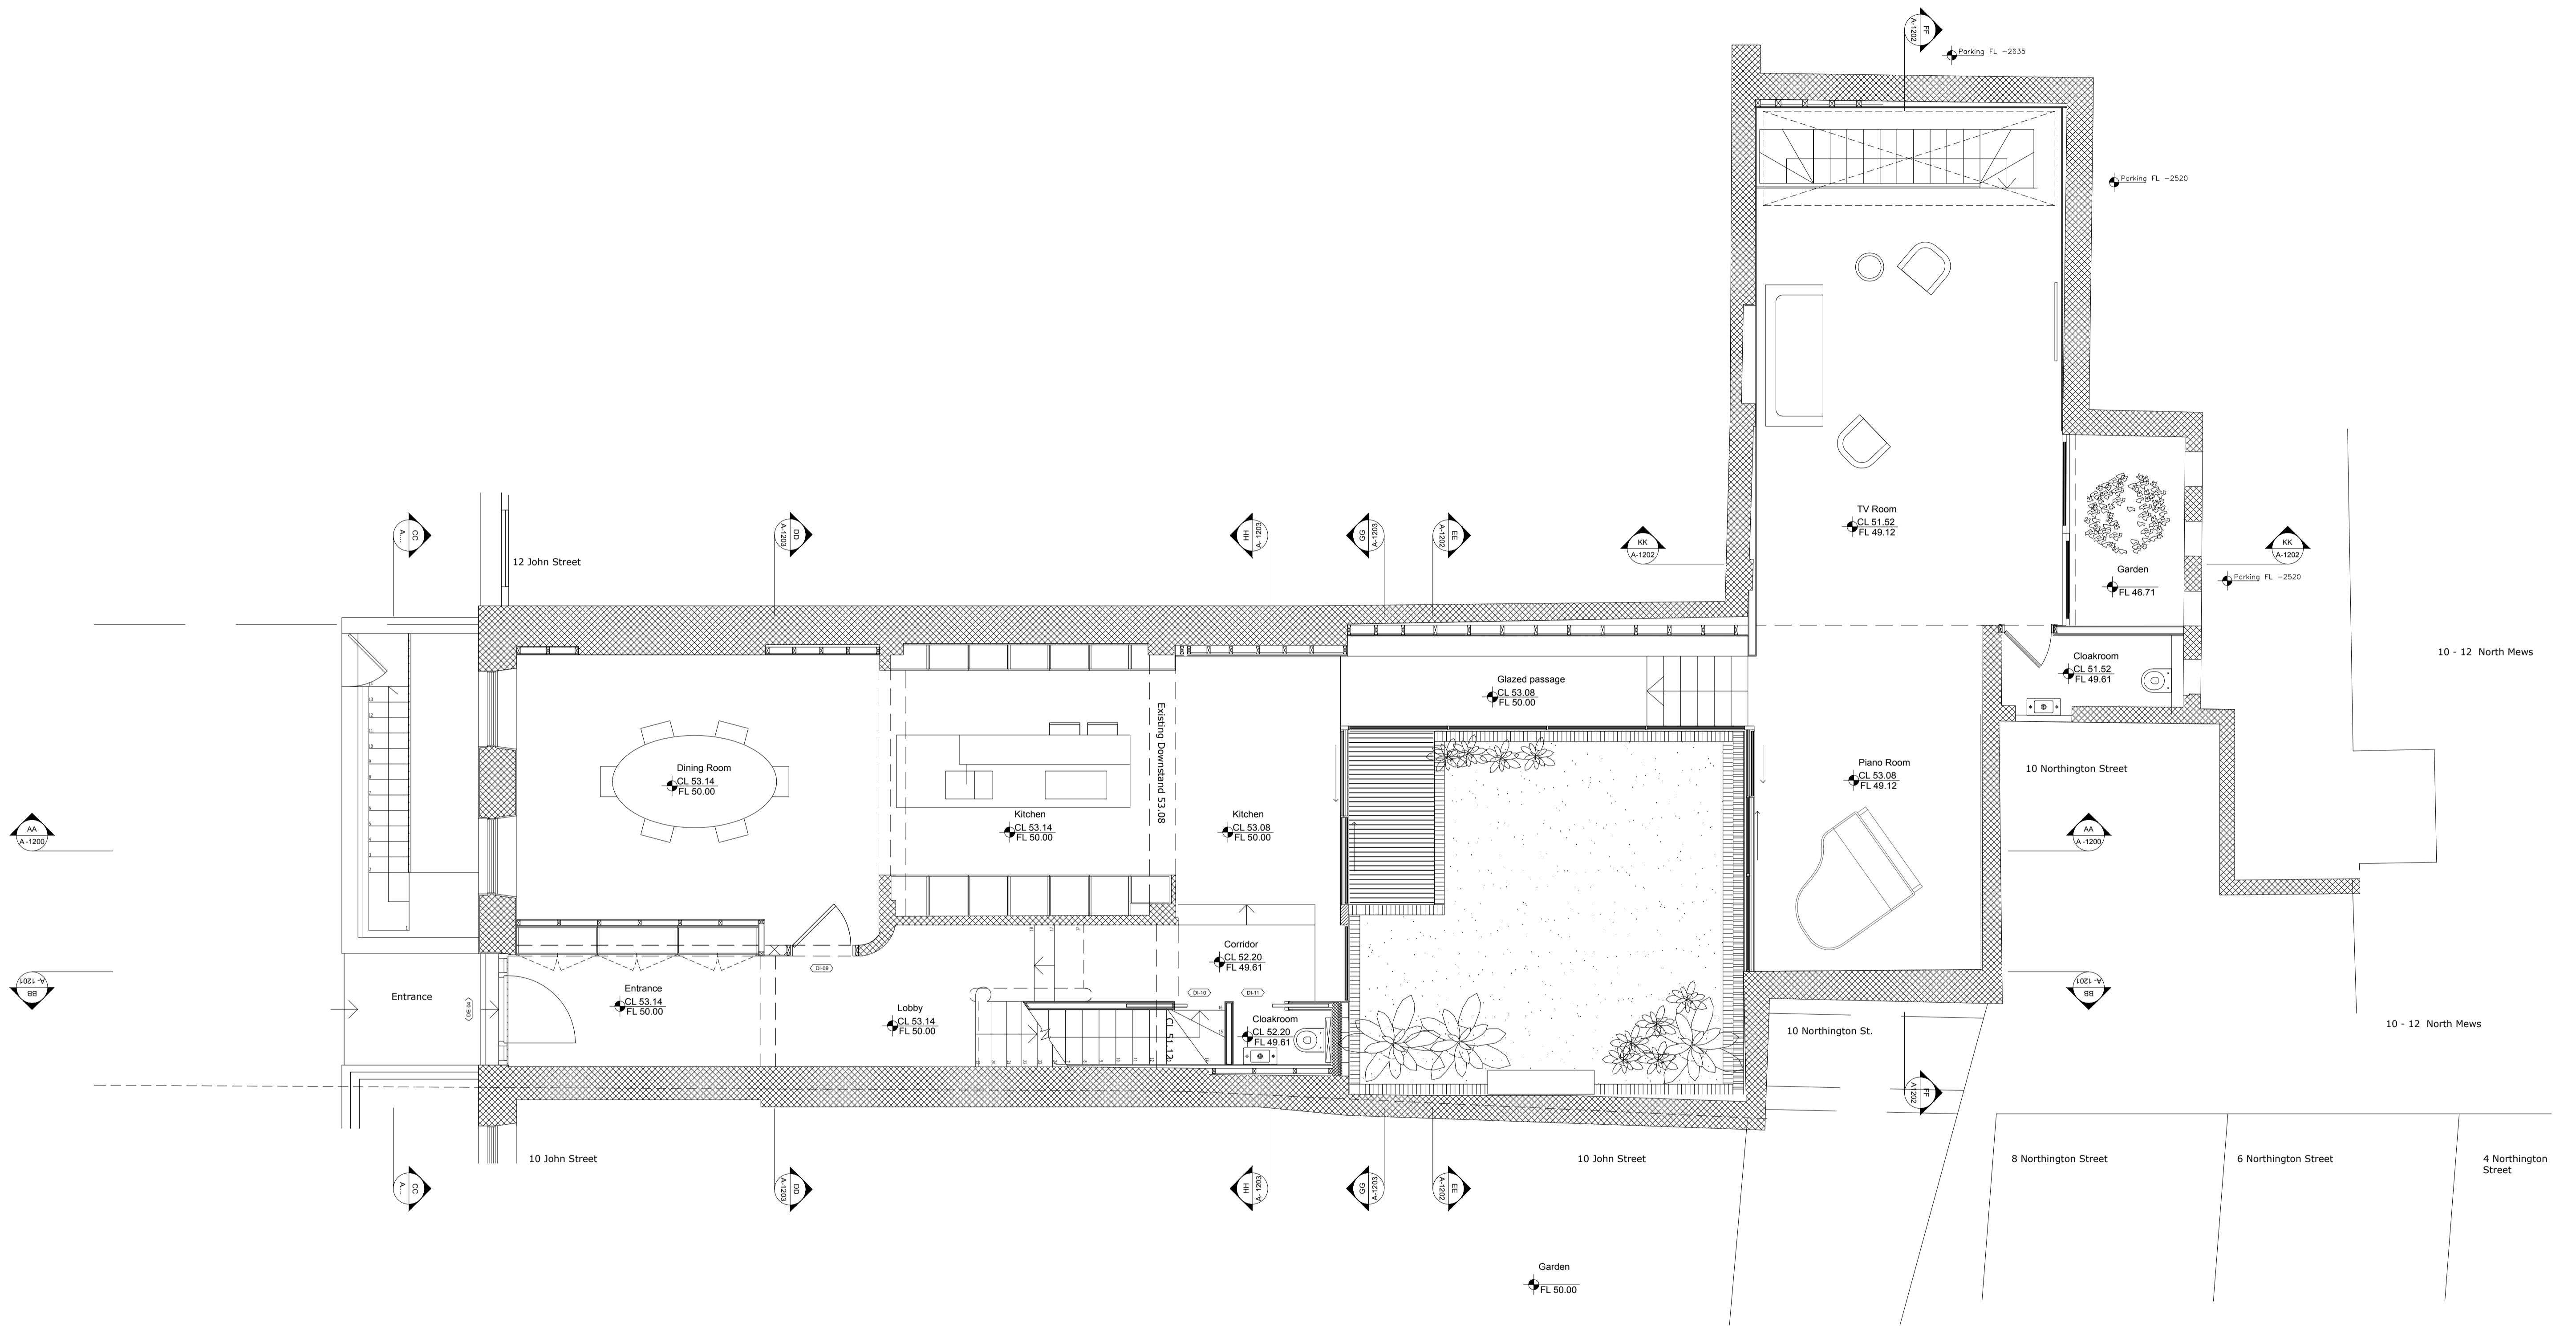 FF
A-1202
Parking FL -2635
Parking FL -2520
CC
A...
DD
A-1203
HH
A- 1203
GG
A-1203
EE
A-1202
KK
A-1202
KK
A-1202
12 John Street
TV Room
CL 51.52
FL 49.12
Garden
FL 46.71
Parking FL -2520
10 - 12 North Mews
Cloakroom
CL 51.52
FL 49.61
Glazed passage
CL 53.08
FL 50.00
Existing Downstand 53.08
Dining Room
CL 53.14
FL 50.00
Kitchen
CL 53.14
FL 50.00
Kitchen
CL 53.08
FL 50.00
Piano Room
CL 53.08
FL 49.12
10 Northington Street
AA
A -1200
AA
A -1200
BB
A- 1201
BB
A- 1201
Entrance
DE-06
Entrance
CL 53.14
FL 50.00
DI-09
Lobby
CL 53.14
FL 50.00
Corridor
CL 52.20
FL 49.61
DI-10
DI-11
Cloakroom
CL 52.20
FL 49.61
CL 51.12
10 Northington St.
10 - 12 North Mews
FF
A1202
10 John Street
10 John Street
8 Northington Street
6 Northington Street
4 Northington
Street
CC
A...
DD
A-1203
HH
A- 1203
GG
A-1203
EE
A-1202
Garden
FL 50.00